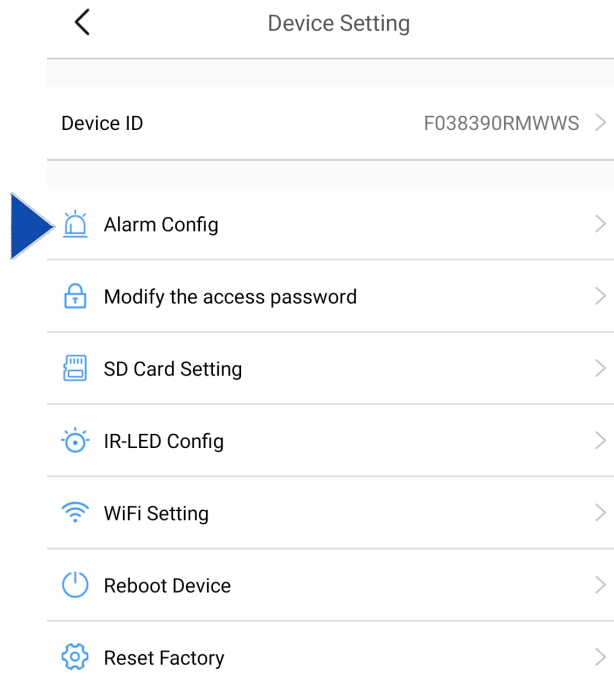 Device Setting
Device ID F038390RMWWS
Alarm Config
Modify the access password
SD Card Setting
IR-LED Config
WiFi Setting
Reboot Device
Reset Factory